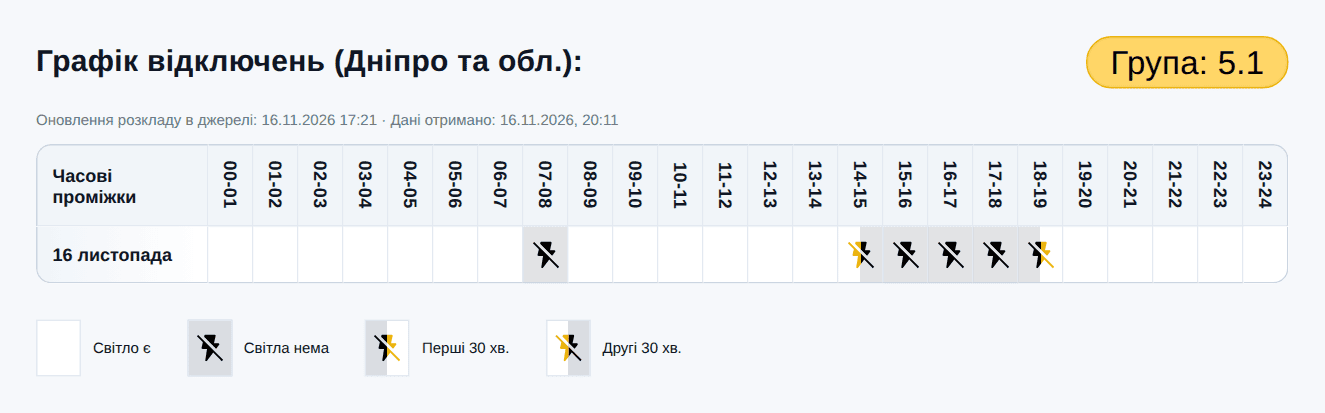 Графік відключень (Дніпро та обл.):
Група: 5.1
Оновлення розкладу в джерелі: 16.11.2026 17:21 · Дані отримано: 16.11.2026, 20:11
Часові
проміжки
00-01
01-02
02-03
03-04
04-05
05-06
06-07
07-08
08-09
09-10
10-11
11-12
12-13
13-14
14-15
15-16
16-17
17-18
18-19
19-20
20-21
21-22
22-23
23-24
16 листопада
Світло є
Світла нема
Перші 30 хв.
Другі 30 хв.